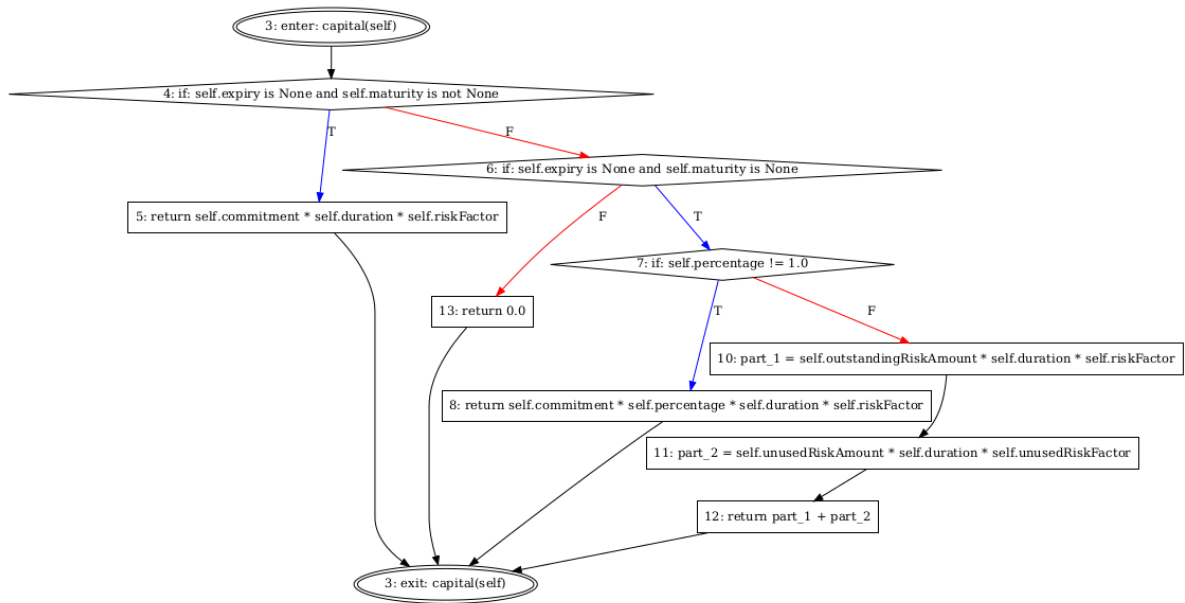 3: enter: capital(self)
4: if: self.expiry is None and self.maturity is not None
T
F
6: if: self.expiry is None and self.maturity is None
5: return self.commitment * self.duration * self.riskFactor
F
T
7: if: self.percentage != 1.0
13: return 0.0
T
F
10: part_1 = self.outstandingRiskAmount * self.duration * self.riskFactor
8: return self.commitment * self.percentage * self.duration * self.riskFactor
11: part_2 = self.unusedRiskAmount * self.duration * self.unusedRiskFactor
12: return part_1 + part_2
3: exit: capital(self)